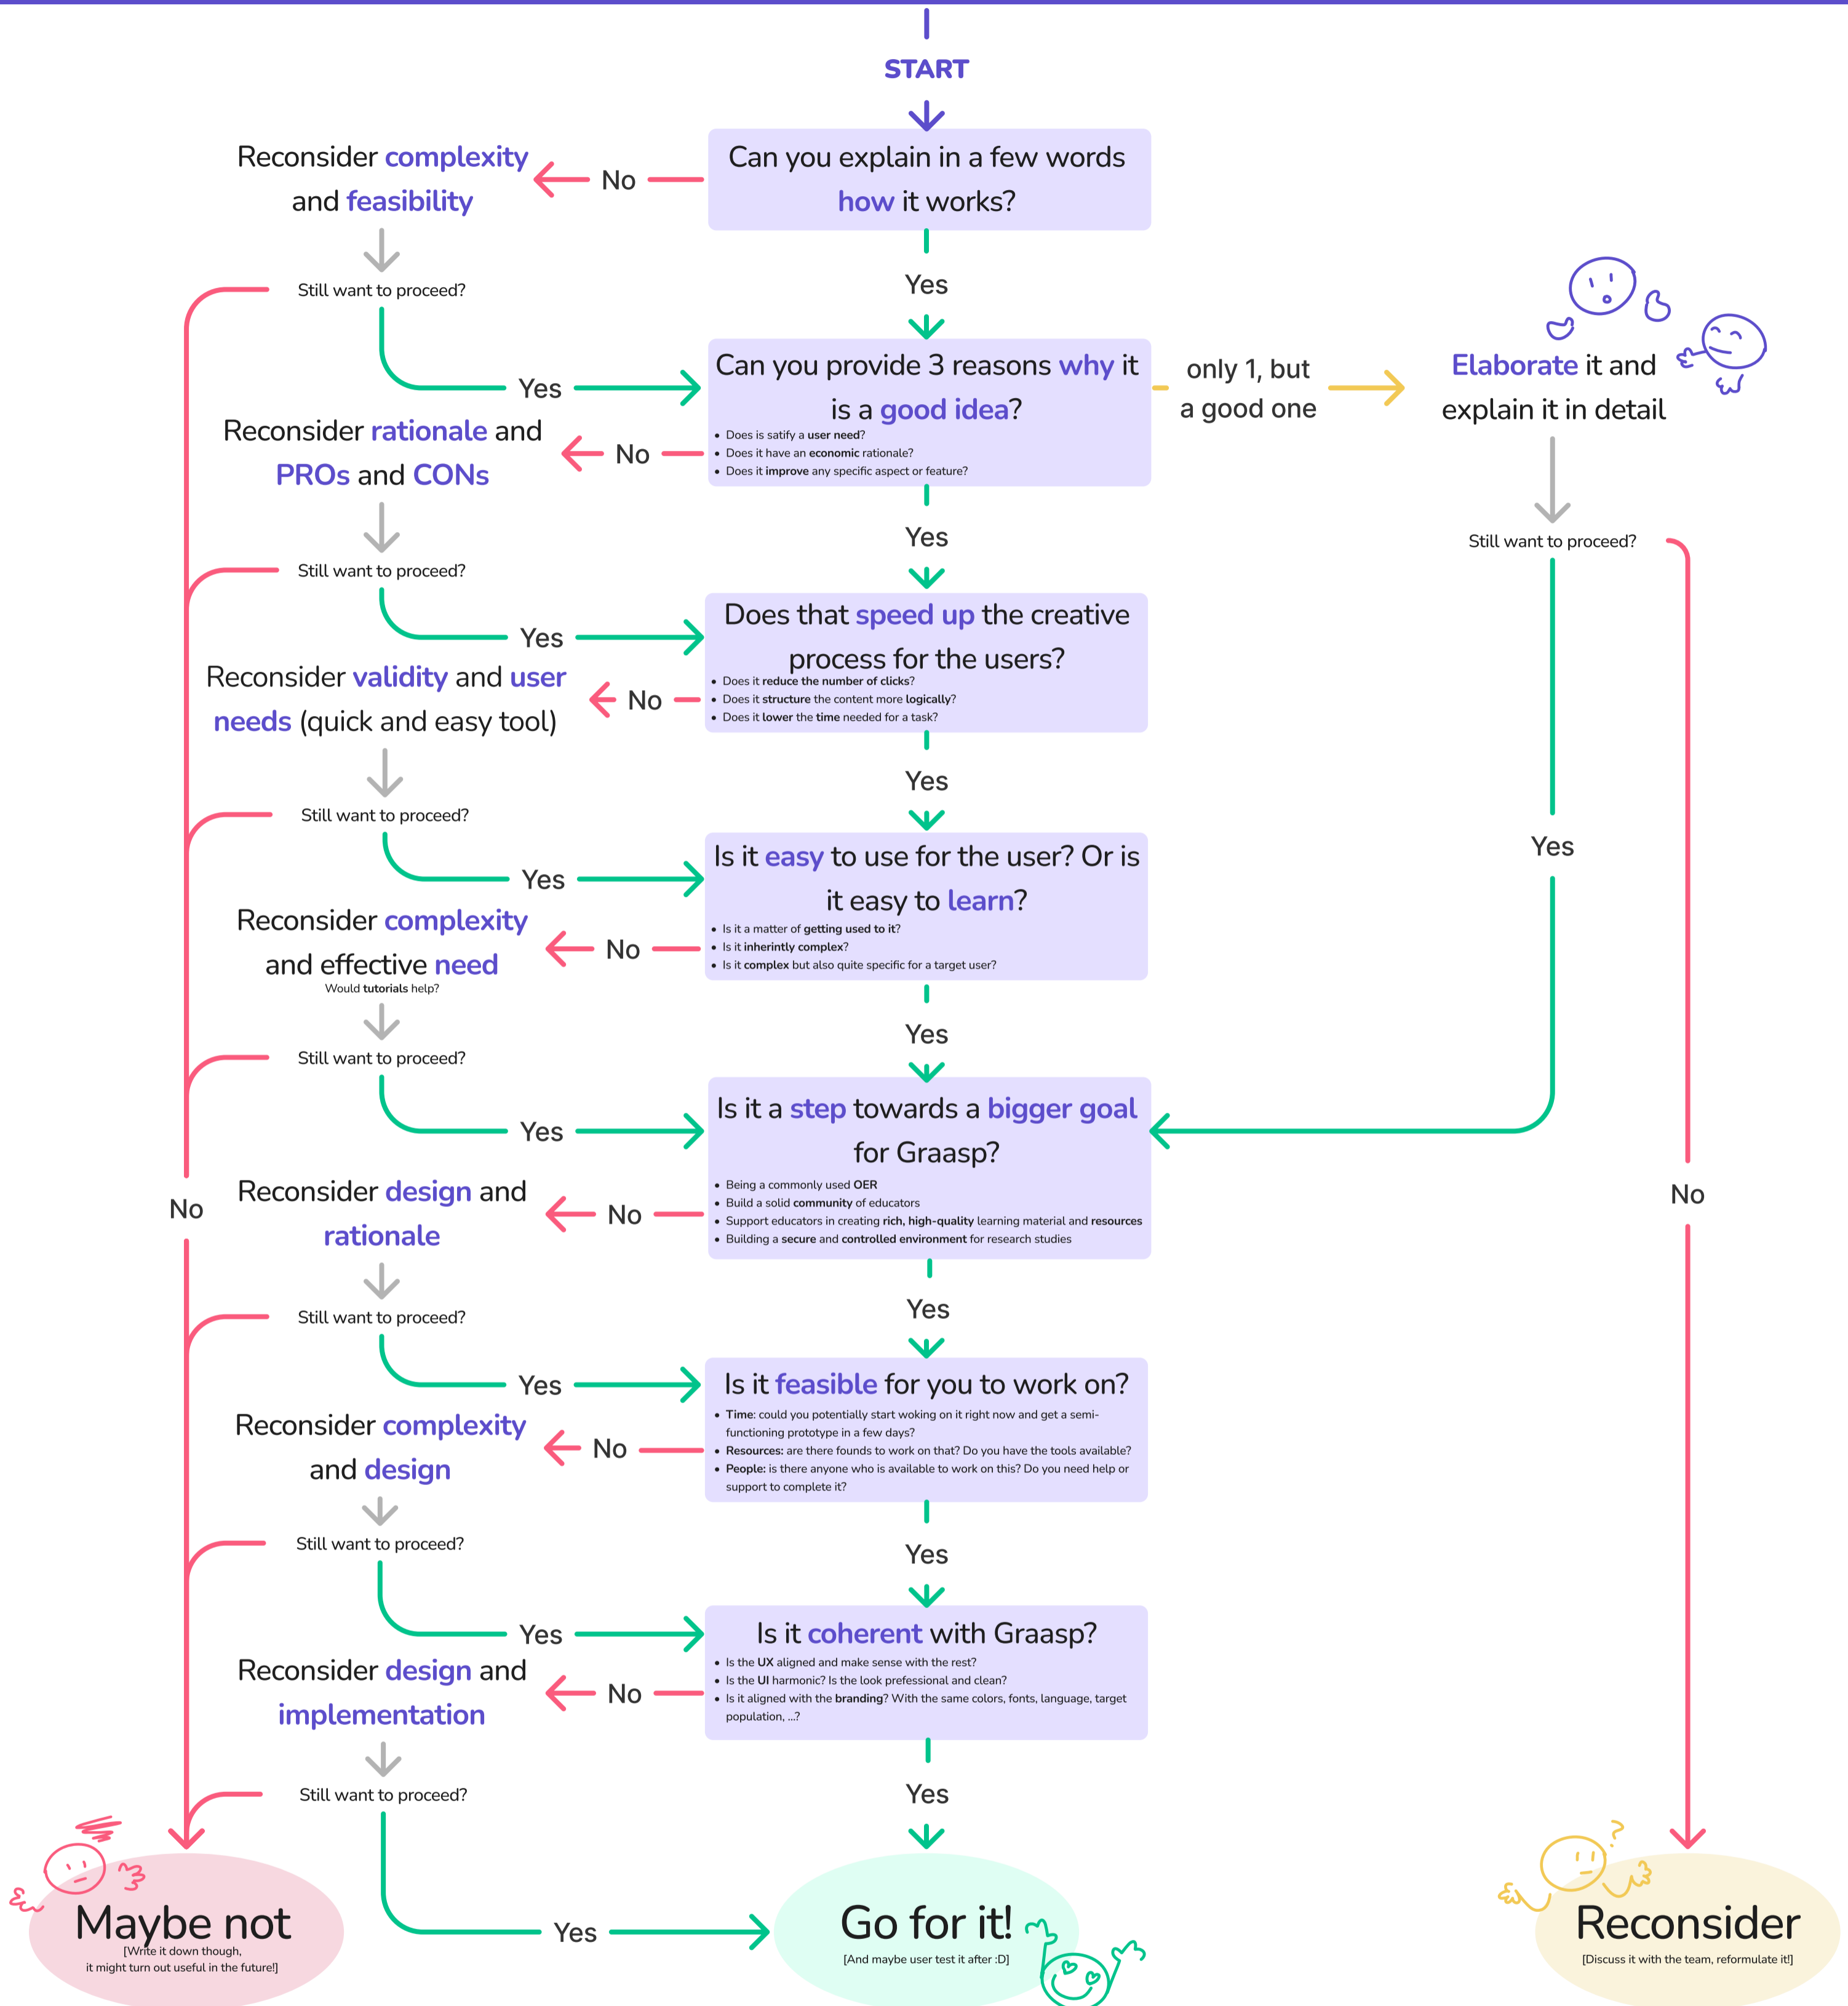 START
Can you explain in a few words
how it works?
No
Reconsider complexity
and feasibility
Still want to proceed?
Yes
Yes
Can you provide 3 reasons why it
is a good idea?
• Does is satify a user need?
• Does it have an economic rationale?
• Does it improve any specific aspect or feature?
only 1, but
a good one
Elaborate it and
explain it in detail
Still want to proceed?
No
Reconsider rationale and
PROs and CONs
Still want to proceed?
Yes
Yes
Does that speed up the creative
process for the users?
• Does it reduce the number of clicks?
• Does it structure the content more logically?
• Does it lower the time needed for a task?
No
Reconsider validity and user
needs (quick and easy tool)
Still want to proceed?
Yes
Yes
Yes
Is it easy to use for the user? Or is
it easy to learn?
• Is it a matter of getting used to it?
• Is it inherintly complex?
• Is it complex but also quite specific for a target user?
No
Reconsider complexity
and effective need
Would tutorials help?
Still want to proceed?
Yes
Yes
Is it a step towards a bigger goal
for Graasp?
• Being a commonly used OER
• Build a solid community of educators
• Support educators in creating rich, high-quality learning material and resources
• Building a secure and controlled environment for research studies
No
No
No
Reconsider design and
rationale
Still want to proceed?
Yes
Yes
Is it feasible for you to work on?
• Time: could you potentially start woking on it right now and get a semi-
functioning prototype in a few days?
• Resources: are there founds to work on that? Do you have the tools available?
• People: is there anyone who is available to work on this? Do you need help or
support to complete it?
No
Reconsider complexity
and design
Still want to proceed?
Yes
Yes
Is it coherent with Graasp?
• Is the UX aligned and make sense with the rest?
• Is the UI harmonic? Is the look prefessional and clean?
• Is it aligned with the branding? With the same colors, fonts, language, target
population, ...?
No
Reconsider design and
implementation
Still want to proceed?
Yes
Yes
Maybe not
[Write it down though,
it might turn out useful in the future!]
Go for it!
[And maybe user test it after :D]
?
Reconsider
[Discuss it with the team, reformulate it!]